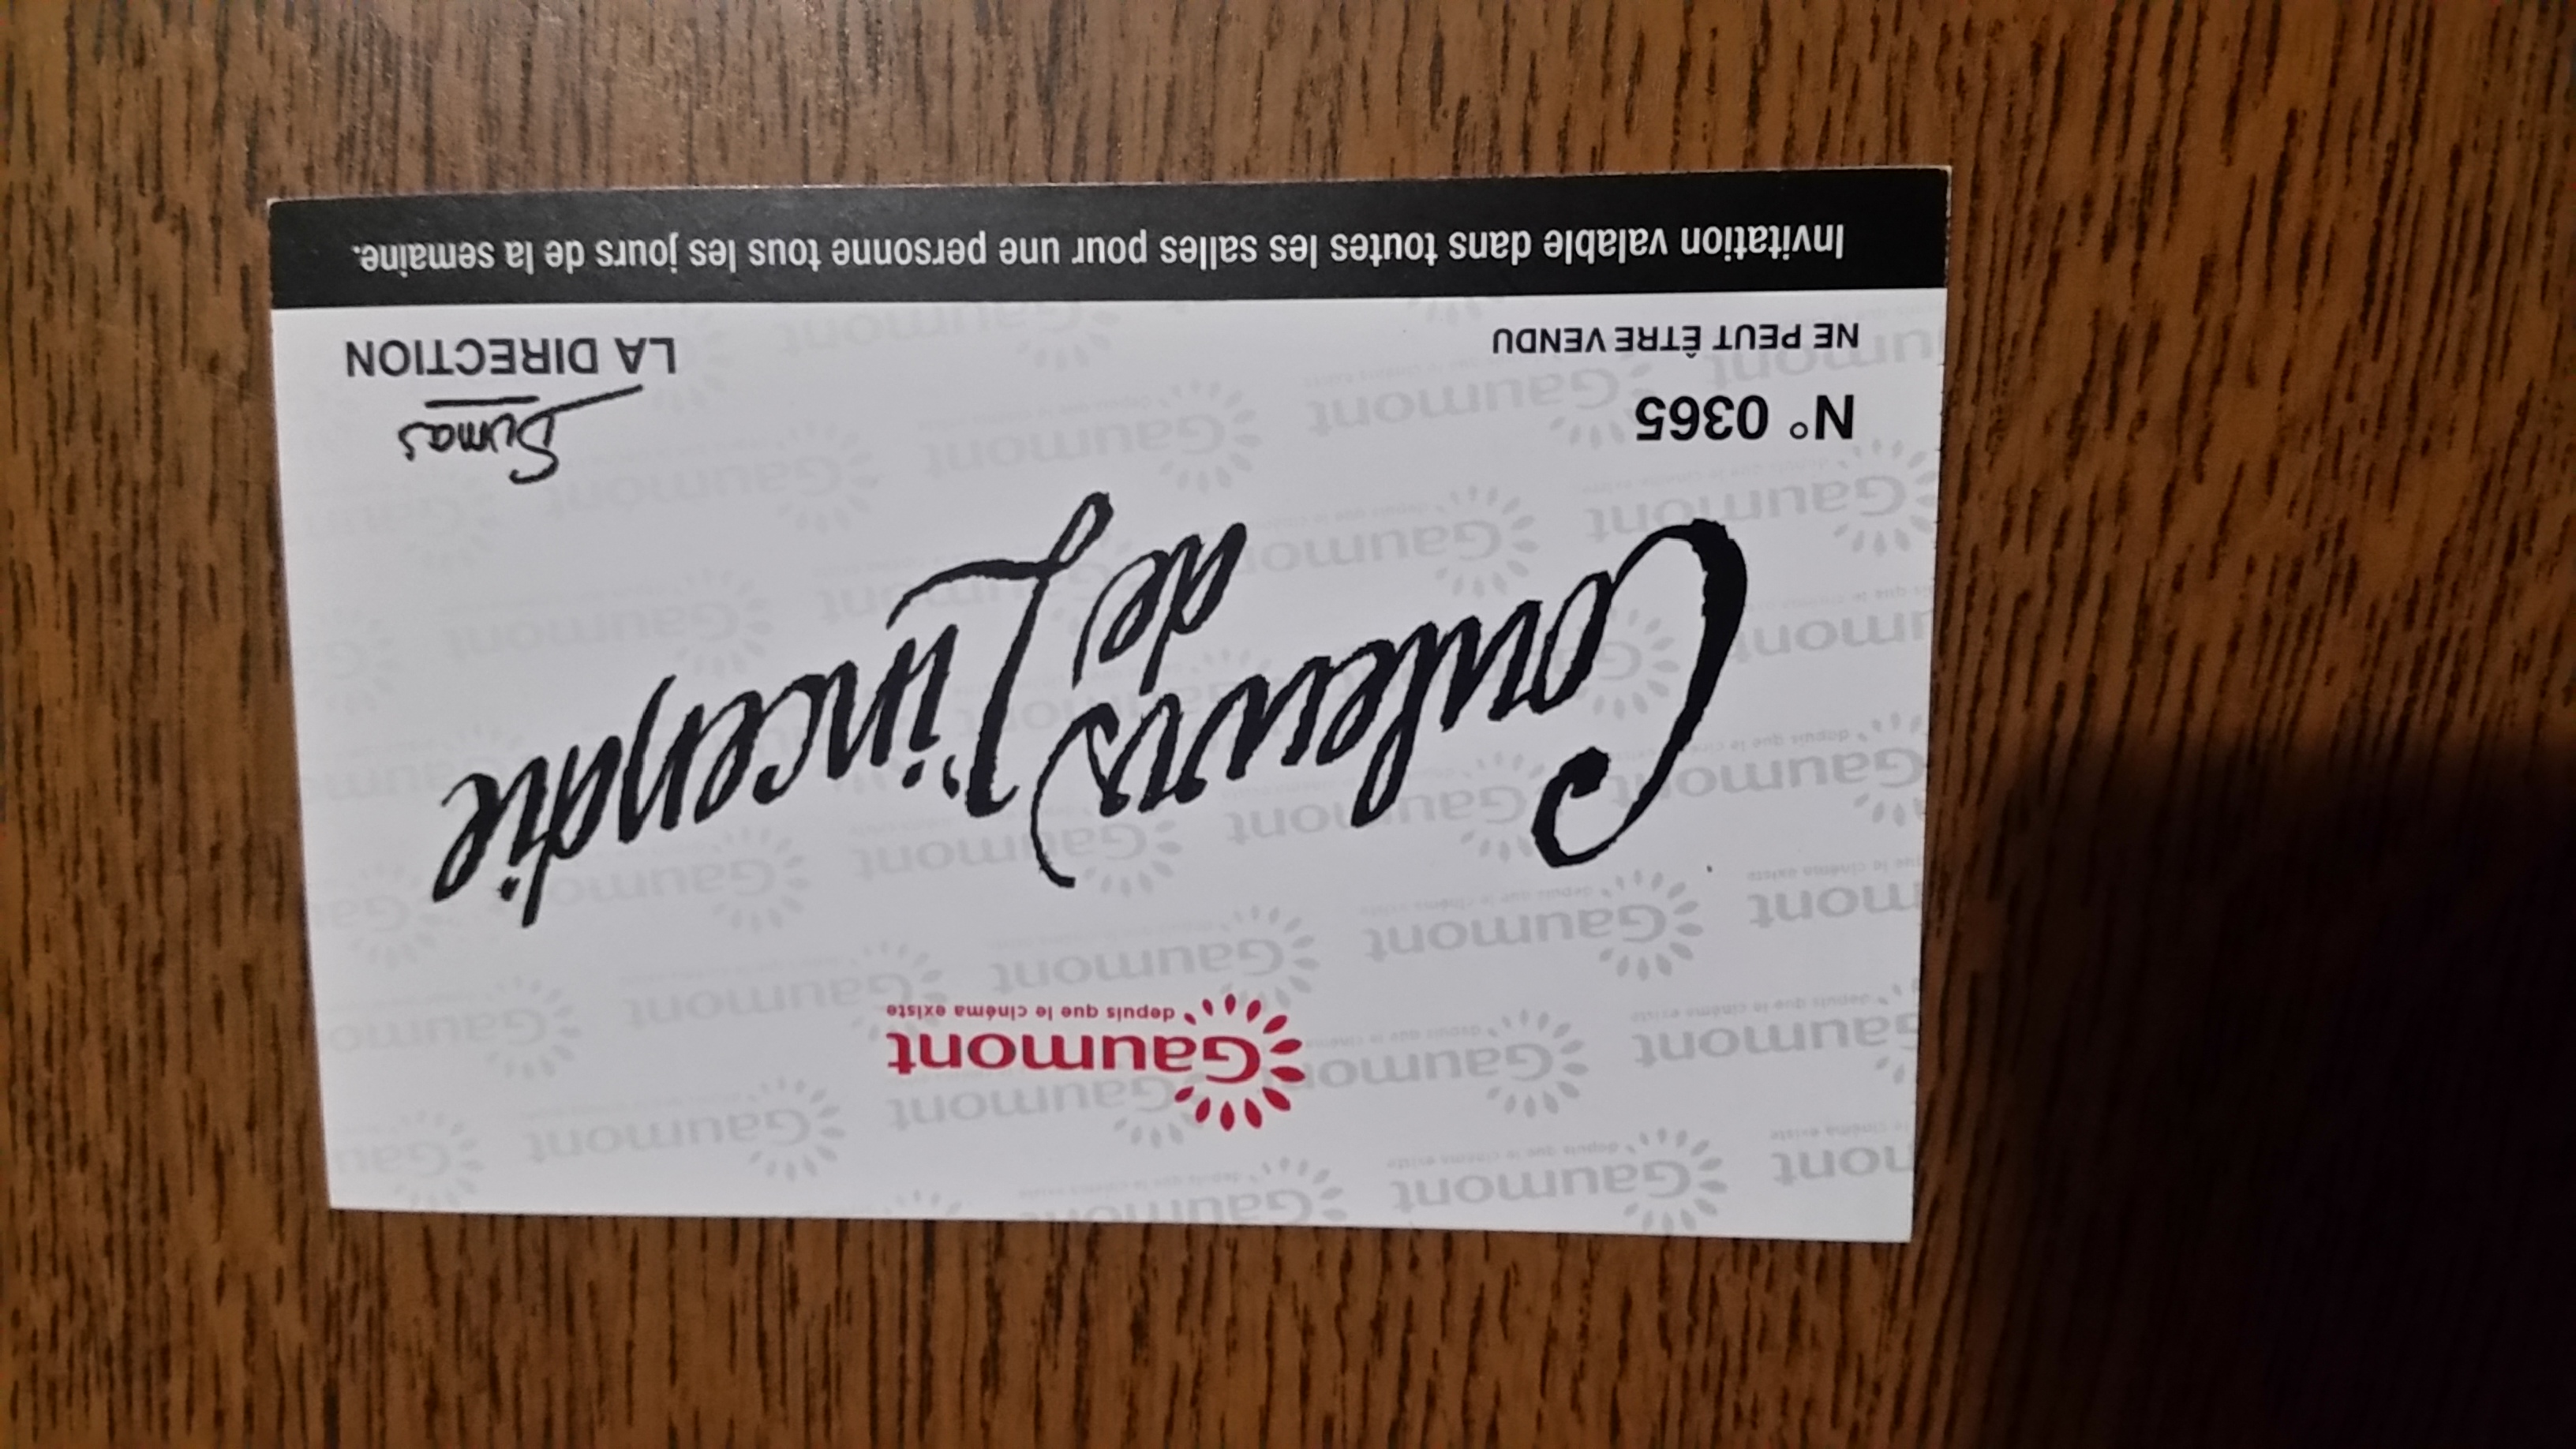 Gaumont
depuis que le cinéma existe
Couleurs
de
L'incendie
N° 0365
NE PEUT ÊTRE VENDU
LA DIRECTION
Invitation valable dans toutes les salles pour une personne tous les jours de la semaine.